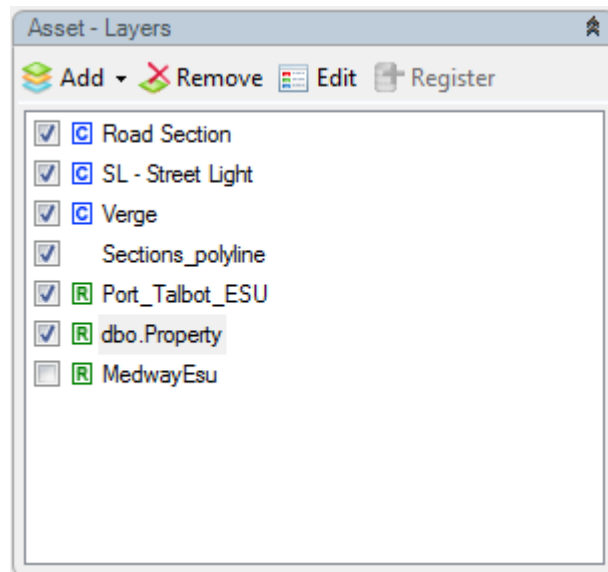 Asset - Layers
Add Remove Edit Register
C Road Section
C SL - Street Light
C Verge
Sections_polyline
R Port_Talbot_ESU
R dbo.Property
R MedwayEsu